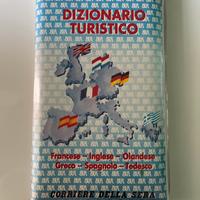 DIZIONARIO
TURISTICO
Francese - Inglese - Olandese
Greco - Spagnolo - Tedesco
CORRIERE DELLA SERA